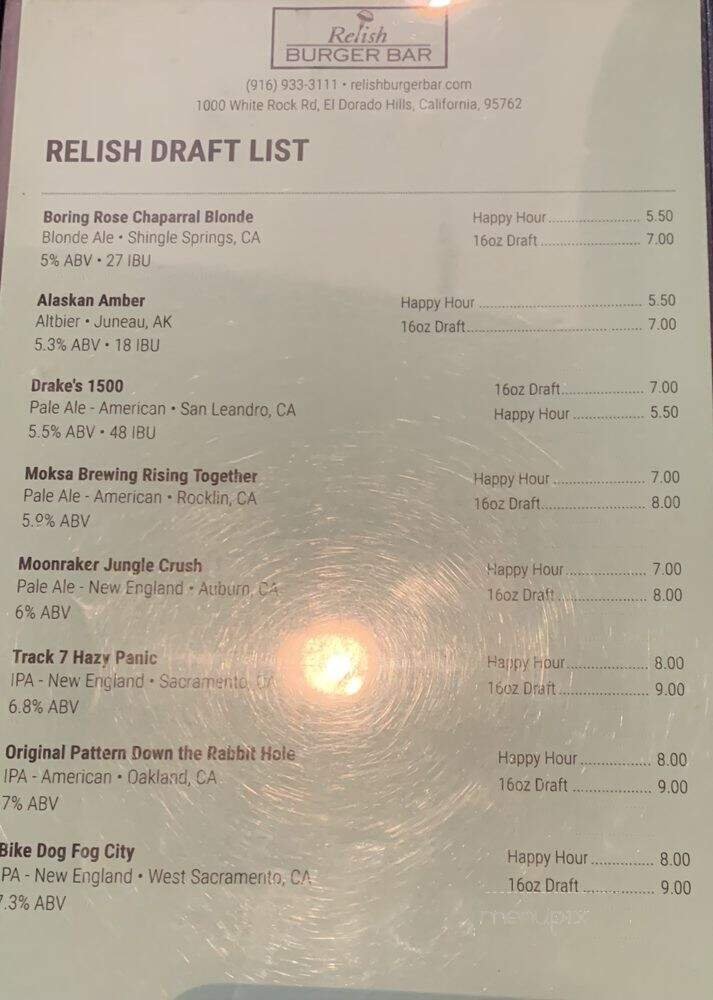 Relish
BURGER BAR
(916) 933-3111 • relishburgerbar.com
1000 White Rock Rd, El Dorado Hills, California, 95762
RELISH DRAFT LIST
Boring Rose Chaparral Blonde
Blonde Ale • Shingle Springs, CA
5% ABV • 27 IBU
Happy Hour 5.50
16oz Draft 7.00
Alaskan Amber
Altbier • Juneau, AK
5.3% ABV • 18 IBU
Happy Hour 5.50
16oz Draft 7.00
Drake's 1500
Pale Ale - American • San Leandro, CA
5.5% ABV • 48 IBU
16oz Draft 7.00
Happy Hour 5.50
Moksa Brewing Rising Together
Pale Ale - American • Rocklin, CA
5.9% ABV
Happy Hour 7.00
16oz Draft 8.00
Moonraker Jungle Crush
Pale Ale - New England • Auburn, CA
6% ABV
Happy Hour 7.00
16oz Draft 8.00
Track 7 Hazy Panic
IPA - New England • Sacramento, CA
6.8% ABV
Happy Hour 8.00
16oz Draft 9.00
Original Pattern Down the Rabbit Hole
IPA - American • Oakland, CA
7% ABV
Happy Hour 8.00
16oz Draft 9.00
Bike Dog Fog City
PA - New England • West Sacramento, CA
7.3% ABV
Happy Hour 8.00
16oz Draft 9.00
menupix